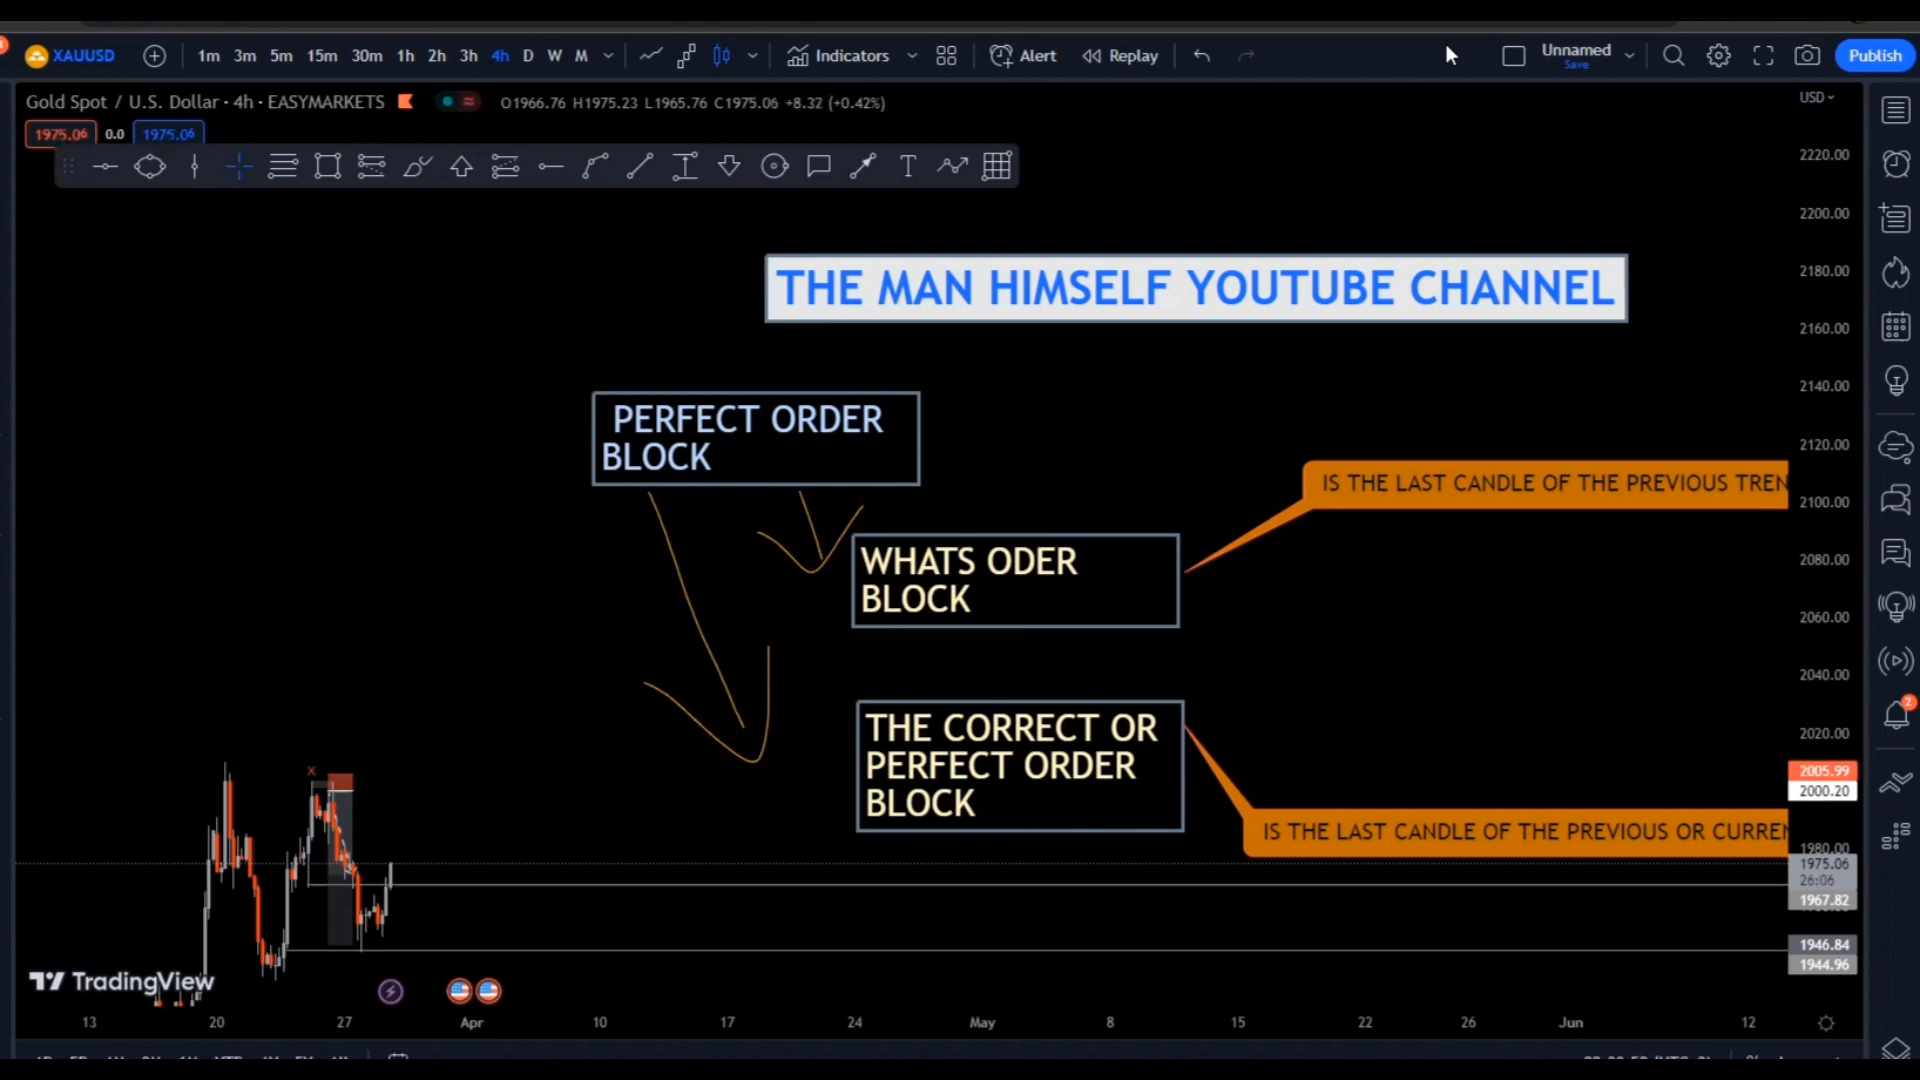 XAUUSD 1m 3m 5m 15m 30m 1h 2h 3h 4h D W M Indicators Alert Replay Unnamed Publish
Save
Gold Spot / U.S. Dollar · 4h · EASYMARKETS O1966.76 H1975.23 L1965.76 C1975.06 +8.32 (+0.42%) USD
1975.06 0.0 1975.06
2220.00
2200.00
THE MAN HIMSELF YOUTUBE CHANNEL
2180.00
2160.00
2140.00
PERFECT ORDER
BLOCK
2120.00
IS THE LAST CANDLE OF THE PREVIOUS TREN
2100.00
WHATS ODER
BLOCK
2080.00
2060.00
2040.00
THE CORRECT OR
PERFECT ORDER
BLOCK
2020.00
2
X
2005.99
2000.20
IS THE LAST CANDLE OF THE PREVIOUS OR CURREN
1980.00
1975.06
26:06
1967.82
1946.84
1944.96
TradingView
13 20 27 Apr 10 17 24 May 8 15 22 26 Jun 12